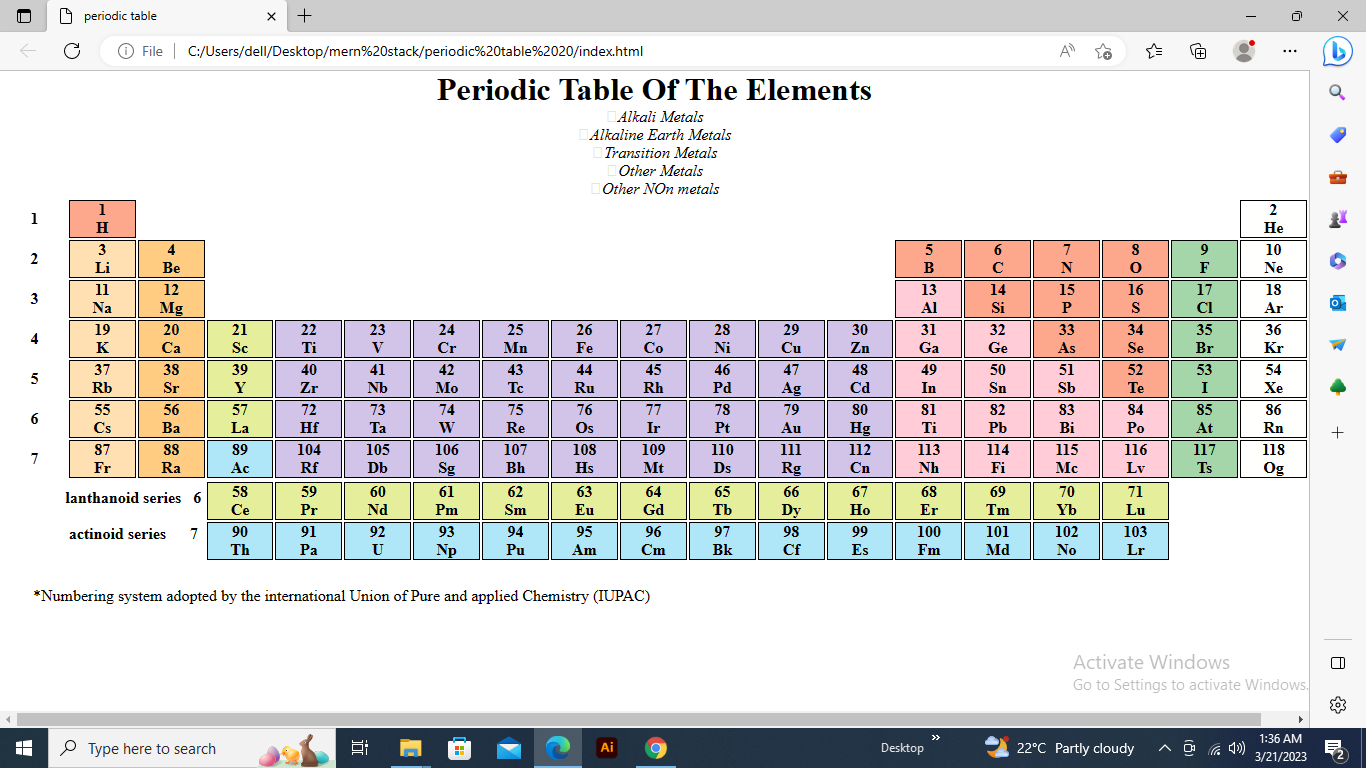 periodic table
File
C:/Users/dell/Desktop/mern%20stack/periodic%20table%2020/index.html
Periodic Table Of The Elements
Alkali Metals
Alkaline Earth Metals
Transition Metals
Other Metals
Other NOn metals
1 2
1 H He
3 4 5 6 7 8 9 10
2 Li Be B C N O F Ne
11 12 13 14 15 16 17 18
3 Na Mg Al Si P S Cl Ar
19 20 21 22 23 24 25 26 27 28 29 30 31 32 33 34 35 36
4 K Ca Sc Ti V Cr Mn Fe Co Ni Cu Zn Ga Ge As Se Br Kr
37 38 39 40 41 42 43 44 45 46 47 48 49 50 51 52 53 54
5 Rb Sr Y Zr Nb Mo Tc Ru Rh Pd Ag Cd In Sn Sb Te I Xe
55 56 57 72 73 74 75 76 77 78 79 80 81 82 83 84 85 86
6 Cs Ba La Hf Ta W Re Os Ir Pt Au Hg Ti Pb Bi Po At Rn
87 88 89 104 105 106 107 108 109 110 111 112 113 114 115 116 117 118
7 Fr Ra Ac Rf Db Sg Bh Hs Mt Ds Rg Cn Nh Fi Mc Lv Ts Og
58 59 60 61 62 63 64 65 66 67 68 69 70 71
lanthanoid series 6 Ce Pr Nd Pm Sm Eu Gd Tb Dy Ho Er Tm Yb Lu
90 91 92 93 94 95 96 97 98 99 100 101 102 103
actinoid series 7 Th Pa U Np Pu Am Cm Bk Cf Es Fm Md No Lr
*Numbering system adopted by the international Union of Pure and applied Chemistry (IUPAC)
Activate Windows
Go to Settings to activate Windows.
Type here to search
Ai
Desktop
22°C Partly cloudy
1:36 AM
3/21/2023
2